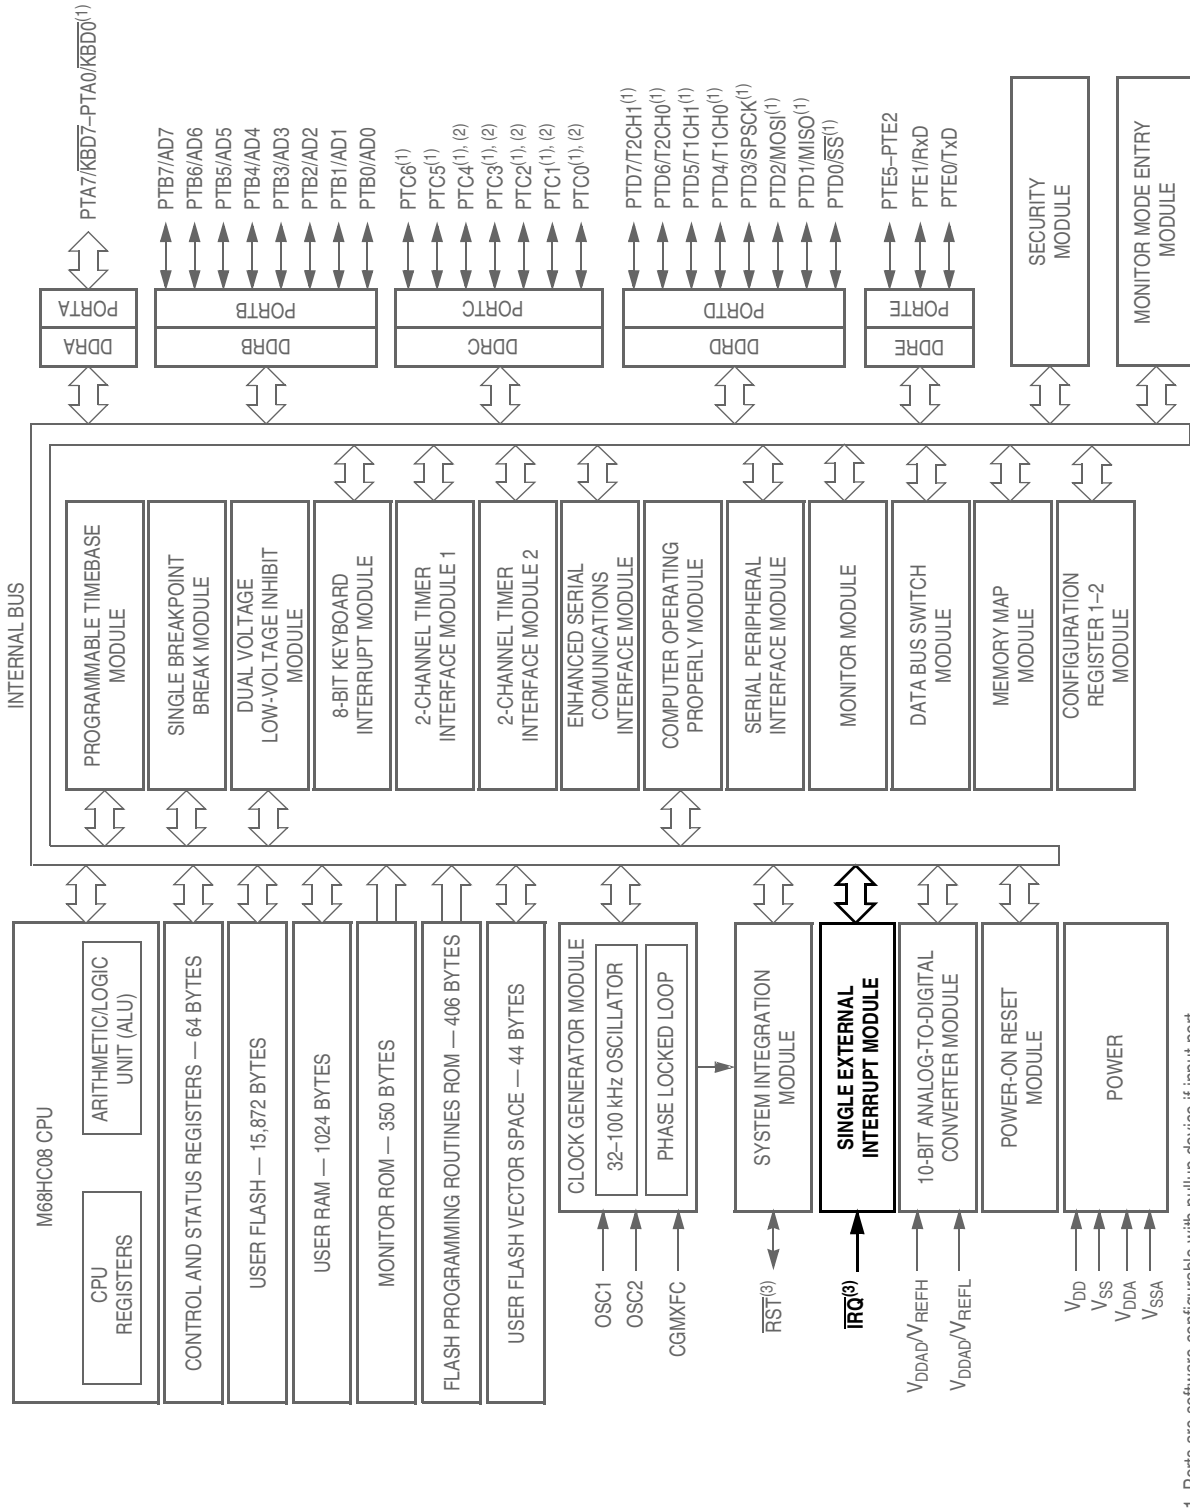 INTERNAL BUS
M68HC08 CPU
CPU
REGISTERS
ARITHMETIC/LOGIC
UNIT (ALU)
CONTROL AND STATUS REGISTERS — 64 BYTES
USER FLASH — 15,872 BYTES
USER RAM — 1024 BYTES
MONITOR ROM — 350 BYTES
FLASH PROGRAMMING ROUTINES ROM — 406 BYTES
USER FLASH VECTOR SPACE — 44 BYTES
CLOCK GENERATOR MODULE
32–100 kHz OSCILLATOR
PHASE LOCKED LOOP
OSC1
OSC2
CGMXFC
SYSTEM INTEGRATION
MODULE
RST(3)
SINGLE EXTERNAL
INTERRUPT MODULE
IRQ(3)
10-BIT ANALOG-TO-DIGITAL
CONVERTER MODULE
VDDAD/VREFH
VDDAD/VREFL
POWER-ON RESET
MODULE
POWER
VDD
VSS
VDDA
VSSA
PROGRAMMABLE TIMEBASE
MODULE
SINGLE BREAKPOINT
BREAK MODULE
DUAL VOLTAGE
LOW-VOLTAGE INHIBIT
MODULE
8-BIT KEYBOARD
INTERRUPT MODULE
2-CHANNEL TIMER
INTERFACE MODULE 1
2-CHANNEL TIMER
INTERFACE MODULE 2
ENHANCED SERIAL
COMUNICATIONS
INTERFACE MODULE
COMPUTER OPERATING
PROPERLY MODULE
SERIAL PERIPHERAL
INTERFACE MODULE
MONITOR MODULE
DATA BUS SWITCH
MODULE
MEMORY MAP
MODULE
CONFIGURATION
REGISTER 1–2
MODULE
DDRA
PORTA
PTA7/KBD7–PTA0/KBD0(1)
DDRB
PORTB
PTB7/AD7
PTB6/AD6
PTB5/AD5
PTB4/AD4
PTB3/AD3
PTB2/AD2
PTB1/AD1
PTB0/AD0
DDRC
PORTC
PTC6(1)
PTC5(1)
PTC4(1), (2)
PTC3(1), (2)
PTC2(1), (2)
PTC1(1), (2)
PTC0(1), (2)
DDRD
PORTD
PTD7/T2CH1(1)
PTD6/T2CH0(1)
PTD5/T1CH1(1)
PTD4/T1CH0(1)
PTD3/SPSCK(1)
PTD2/MOSI(1)
PTD1/MISO(1)
PTD0/SS(1)
DDRE
PORTE
PTE5–PTE2
PTE1/RxD
PTE0/TxD
SECURITY
MODULE
MONITOR MODE ENTRY
MODULE
1. Ports are software configurable with pullup device if input port.